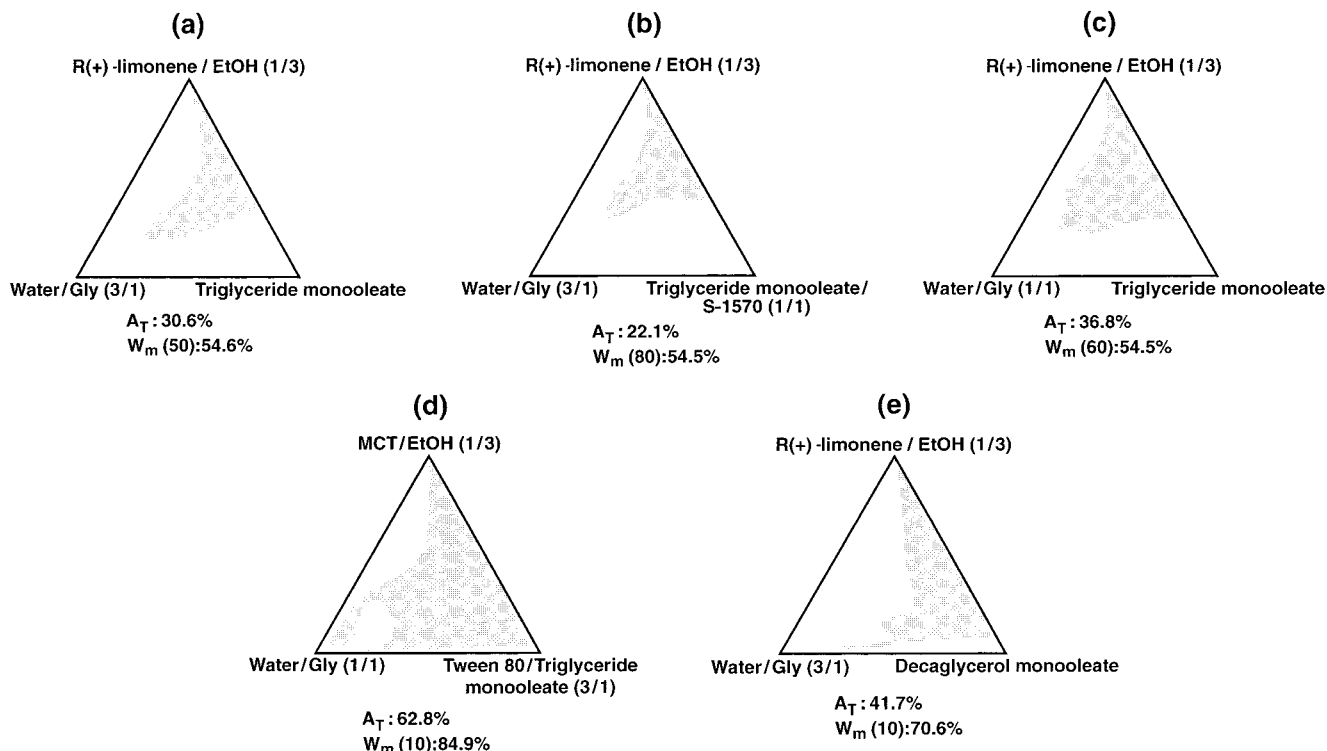 (a)
R(+) -limonene / EtOH (1/3)
Water/Gly (3/1)
Triglyceride monooleate
A_T : 30.6%
W_m (50):54.6%
(b)
R(+) -limonene / EtOH (1/3)
Water/Gly (3/1)
Triglyceride monooleate/
S-1570 (1/1)
A_T : 22.1%
W_m (80):54.5%
(c)
R(+) -limonene / EtOH (1/3)
Water/Gly (1/1)
Triglyceride monooleate
A_T : 36.8%
W_m (60):54.5%
(d)
MCT/EtOH (1/3)
Water/Gly (1/1)
Tween 80/Triglyceride
monooleate (3/1)
A_T : 62.8%
W_m (10):84.9%
(e)
R(+) -limonene / EtOH (1/3)
Water/Gly (3/1)
Decaglycerol monooleate
A_T : 41.7%
W_m (10):70.6%